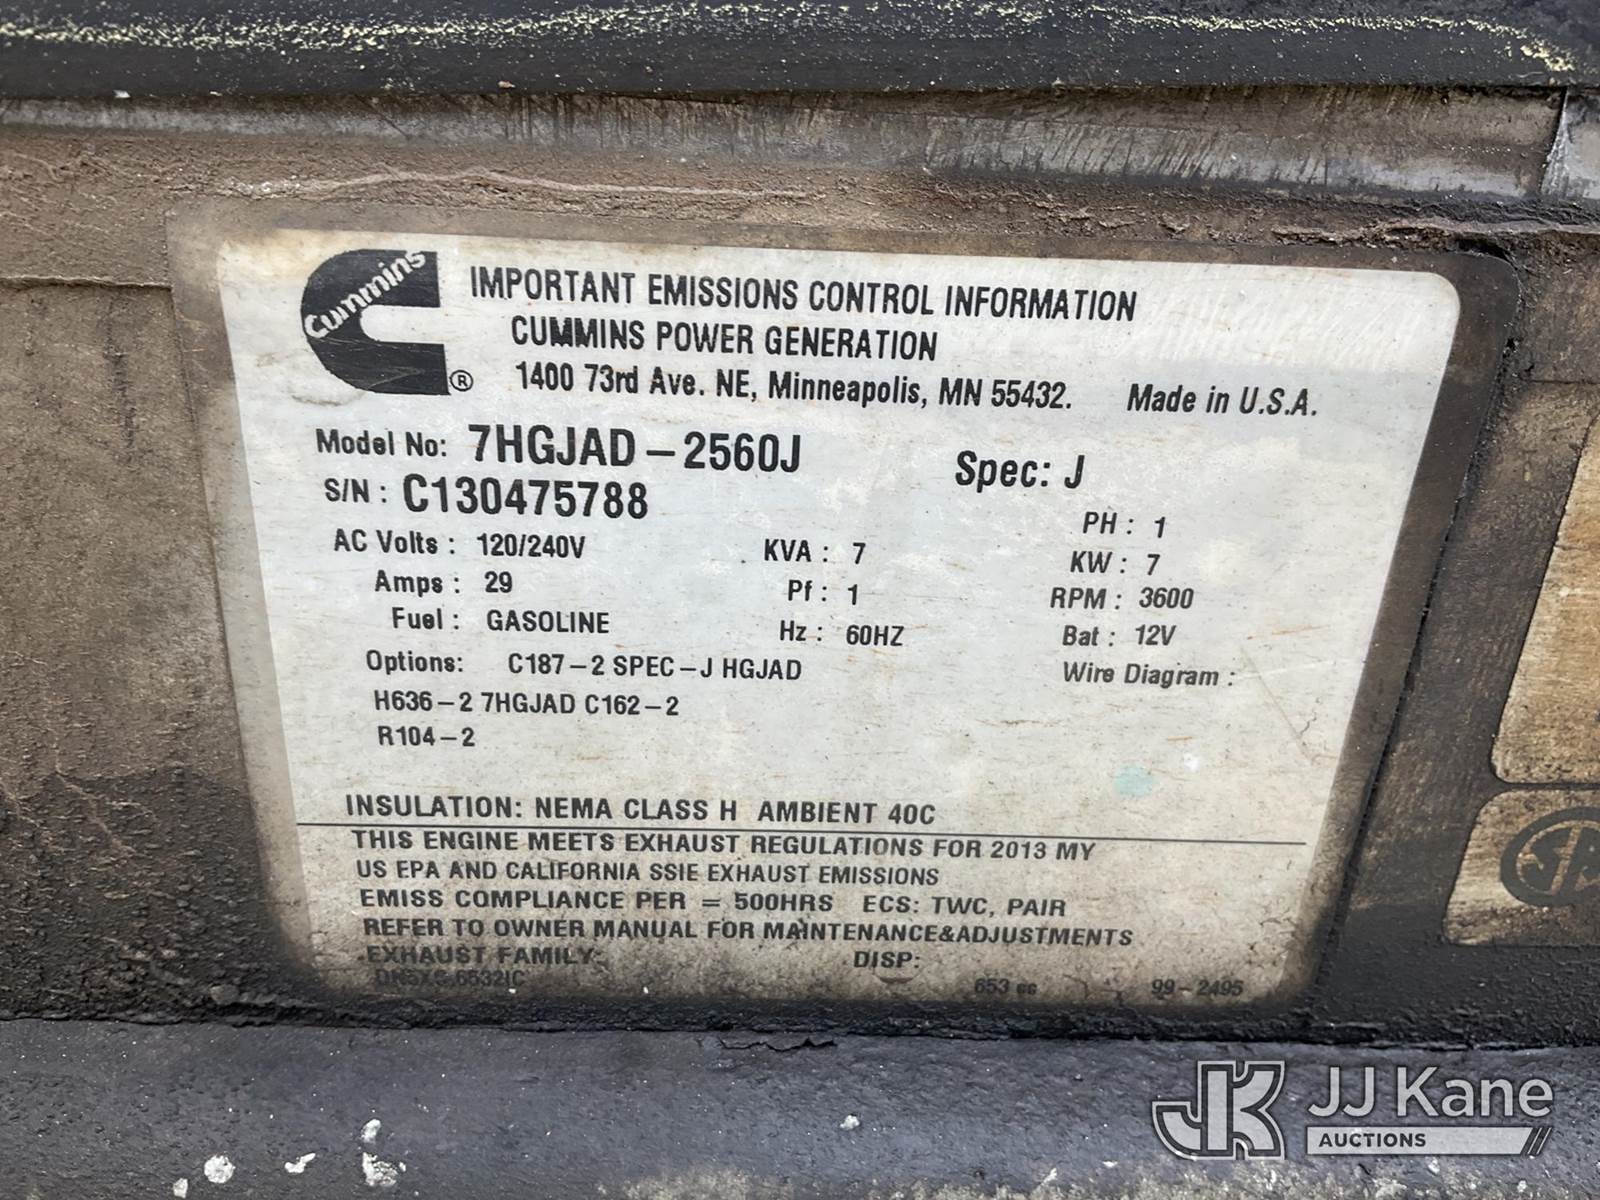 Cummins
®
IMPORTANT EMISSIONS CONTROL INFORMATION
CUMMINS POWER GENERATION
1400 73rd Ave. NE, Minneapolis, MN 55432. Made in U.S.A.
Model No: 7HGJAD-2560J Spec: J
S/N: C130475788
PH: 1
AC Volts: 120/240V KVA: 7 KW: 7
Amps: 29 Pf: 1 RPM: 3600
Fuel: GASOLINE Hz: 60HZ Bat: 12V
Options: C187-2 SPEC-J HGJAD Wire Diagram:
H636-2 7HGJAD C162-2
R104-2
INSULATION: NEMA CLASS H AMBIENT 40C
THIS ENGINE MEETS EXHAUST REGULATIONS FOR 2013 MY
US EPA AND CALIFORNIA SSIE EXHAUST EMISSIONS
EMISS COMPLIANCE PER = 500HRS ECS: TWC, PAIR
REFER TO OWNER MANUAL FOR MAINTENANCE&ADJUSTMENTS
EXHAUST FAMILY: DISP:
653 cc 99-2495
JK JJ Kane
AUCTIONS